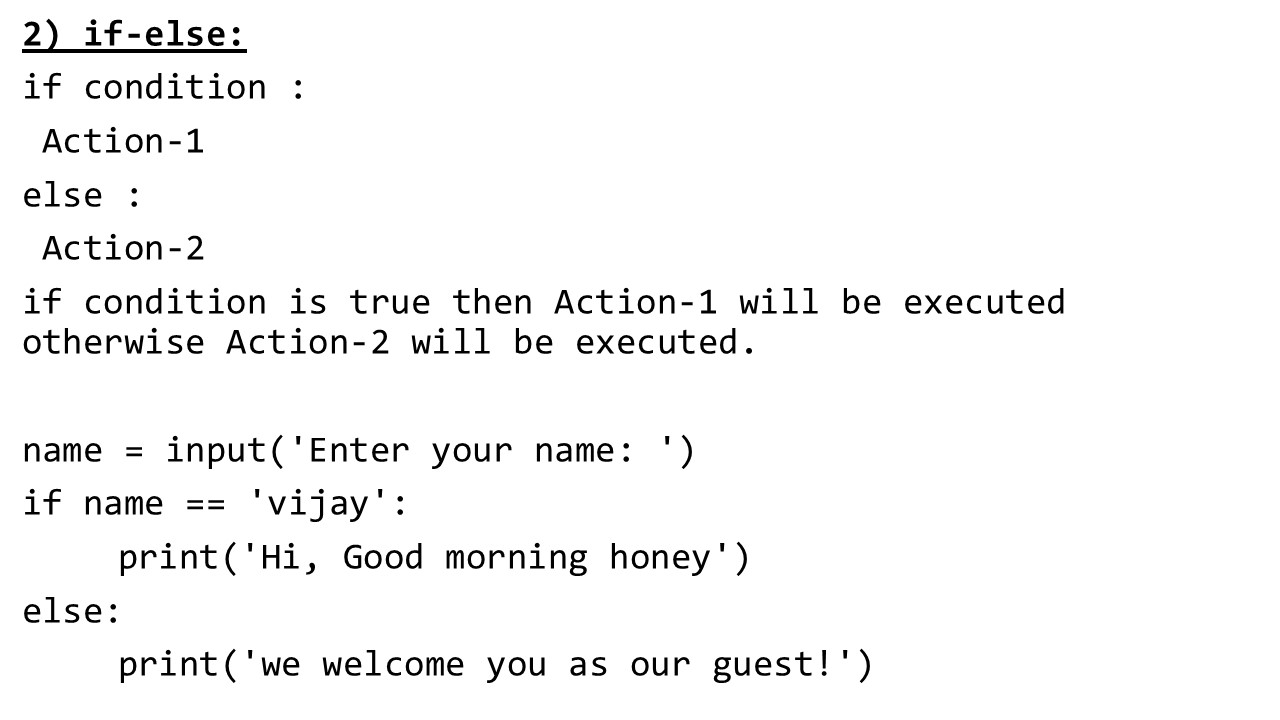 2) if-else:
if condition :
 Action-1
else :
 Action-2
if condition is true then Action-1 will be executed
otherwise Action-2 will be executed.
name = input('Enter your name: ')
if name == 'vijay':
    print('Hi, Good morning honey')
else:
    print('we welcome you as our guest!')